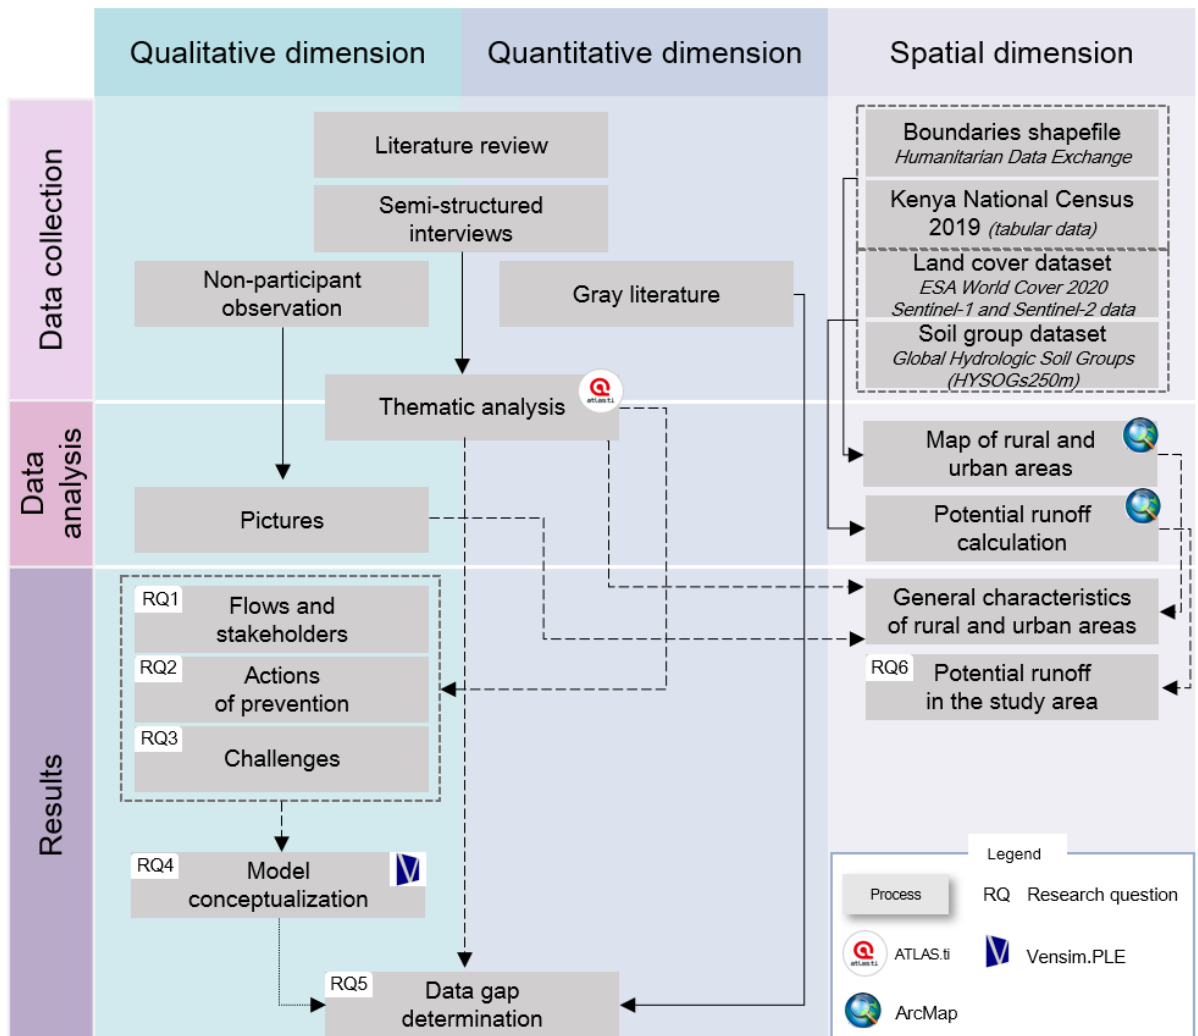 Qualitative dimension
Quantitative dimension
Spatial dimension
Data collection
Literature review
Semi-structured
interviews
Non-participant
observation
Gray literature
Boundaries shapefile
Humanitarian Data Exchange
Kenya National Census
2019 (tabular data)
Land cover dataset
ESA World Cover 2020
Sentinel-1 and Sentinel-2 data
Soil group dataset
Global Hydrologic Soil Groups
(HYSOGs250m)
Data
analysis
Thematic analysis
atlas.ti
Pictures
Map of rural and
urban areas
Potential runoff
calculation
Results
RQ1
Flows and
stakeholders
RQ2
Actions
of prevention
RQ3
Challenges
General characteristics
of rural and urban areas
RQ6
Potential runoff
in the study area
RQ4
Model
conceptualization
RQ5
Data gap
determination
Legend
Process
RQ Research question
atlas.ti
ATLAS.ti
Vensim.PLE
ArcMap